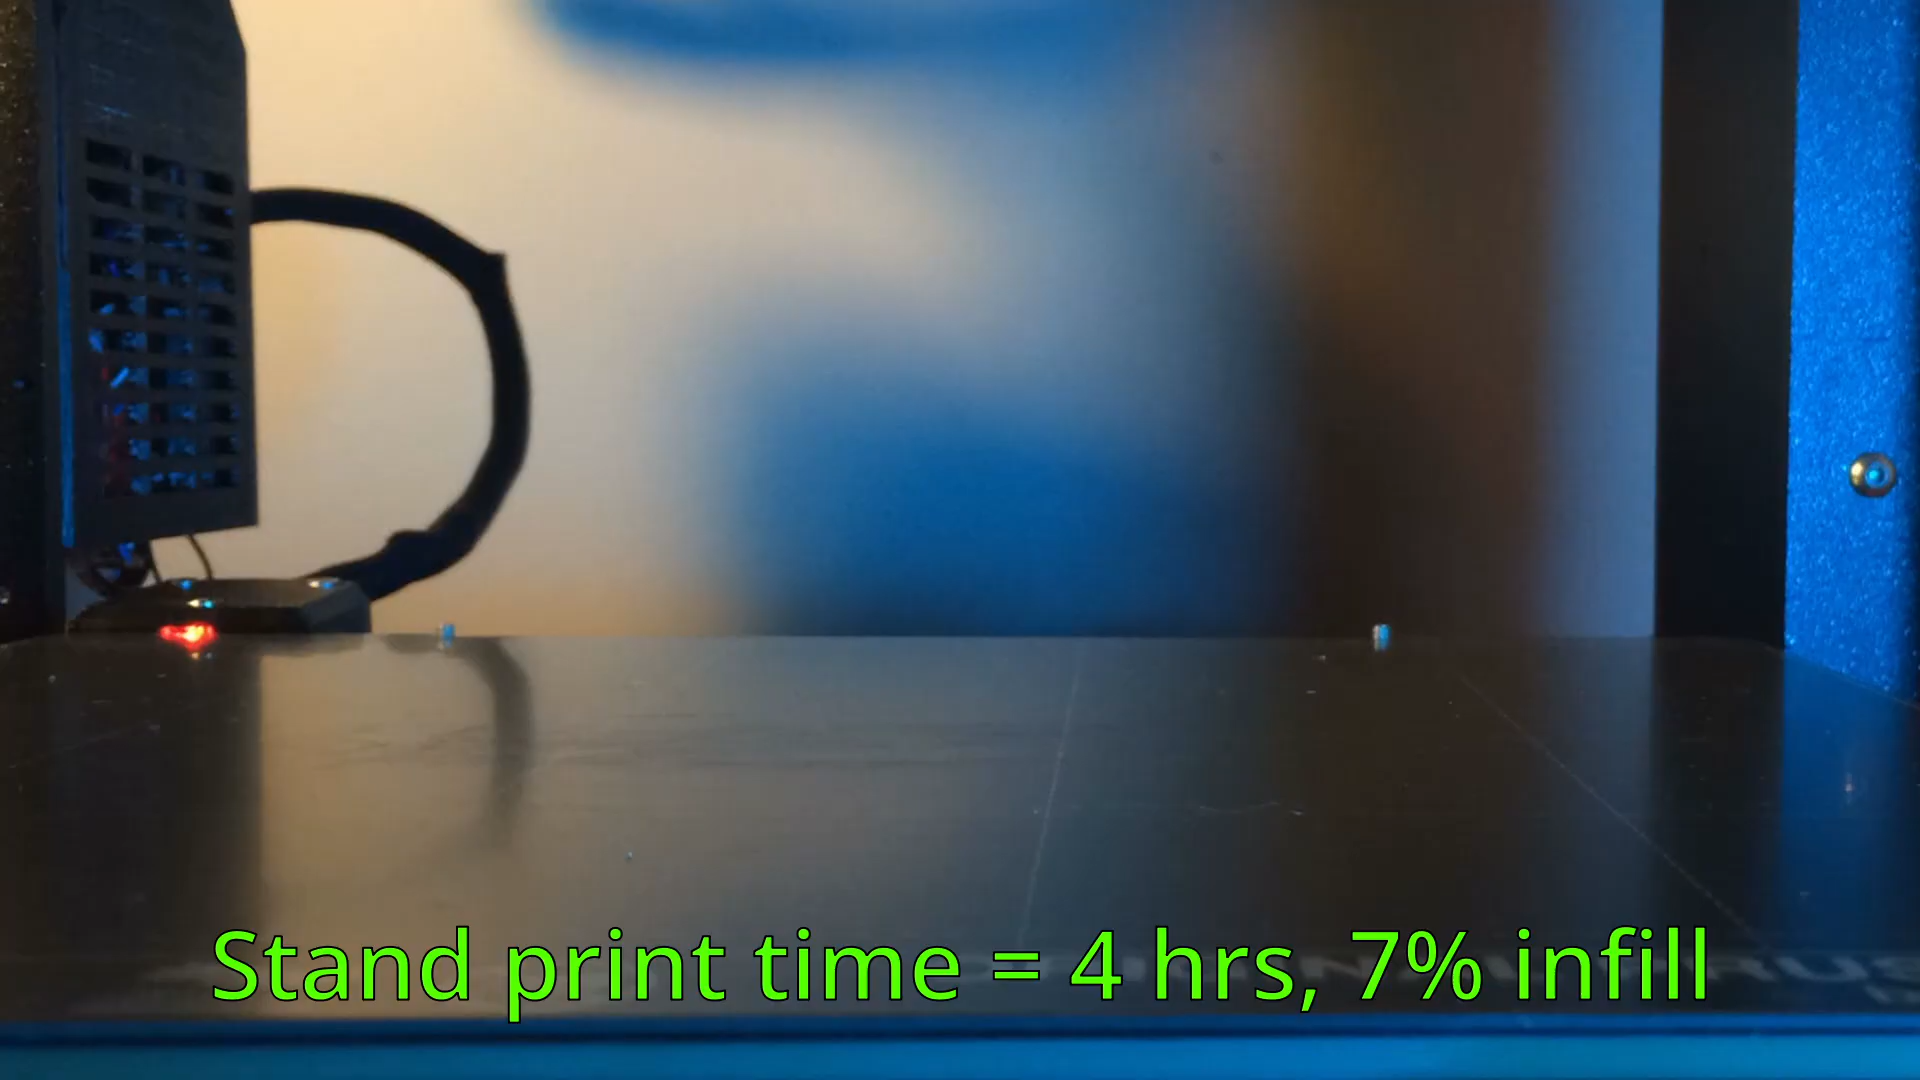 Stand print time = 4 hrs, 7% infill